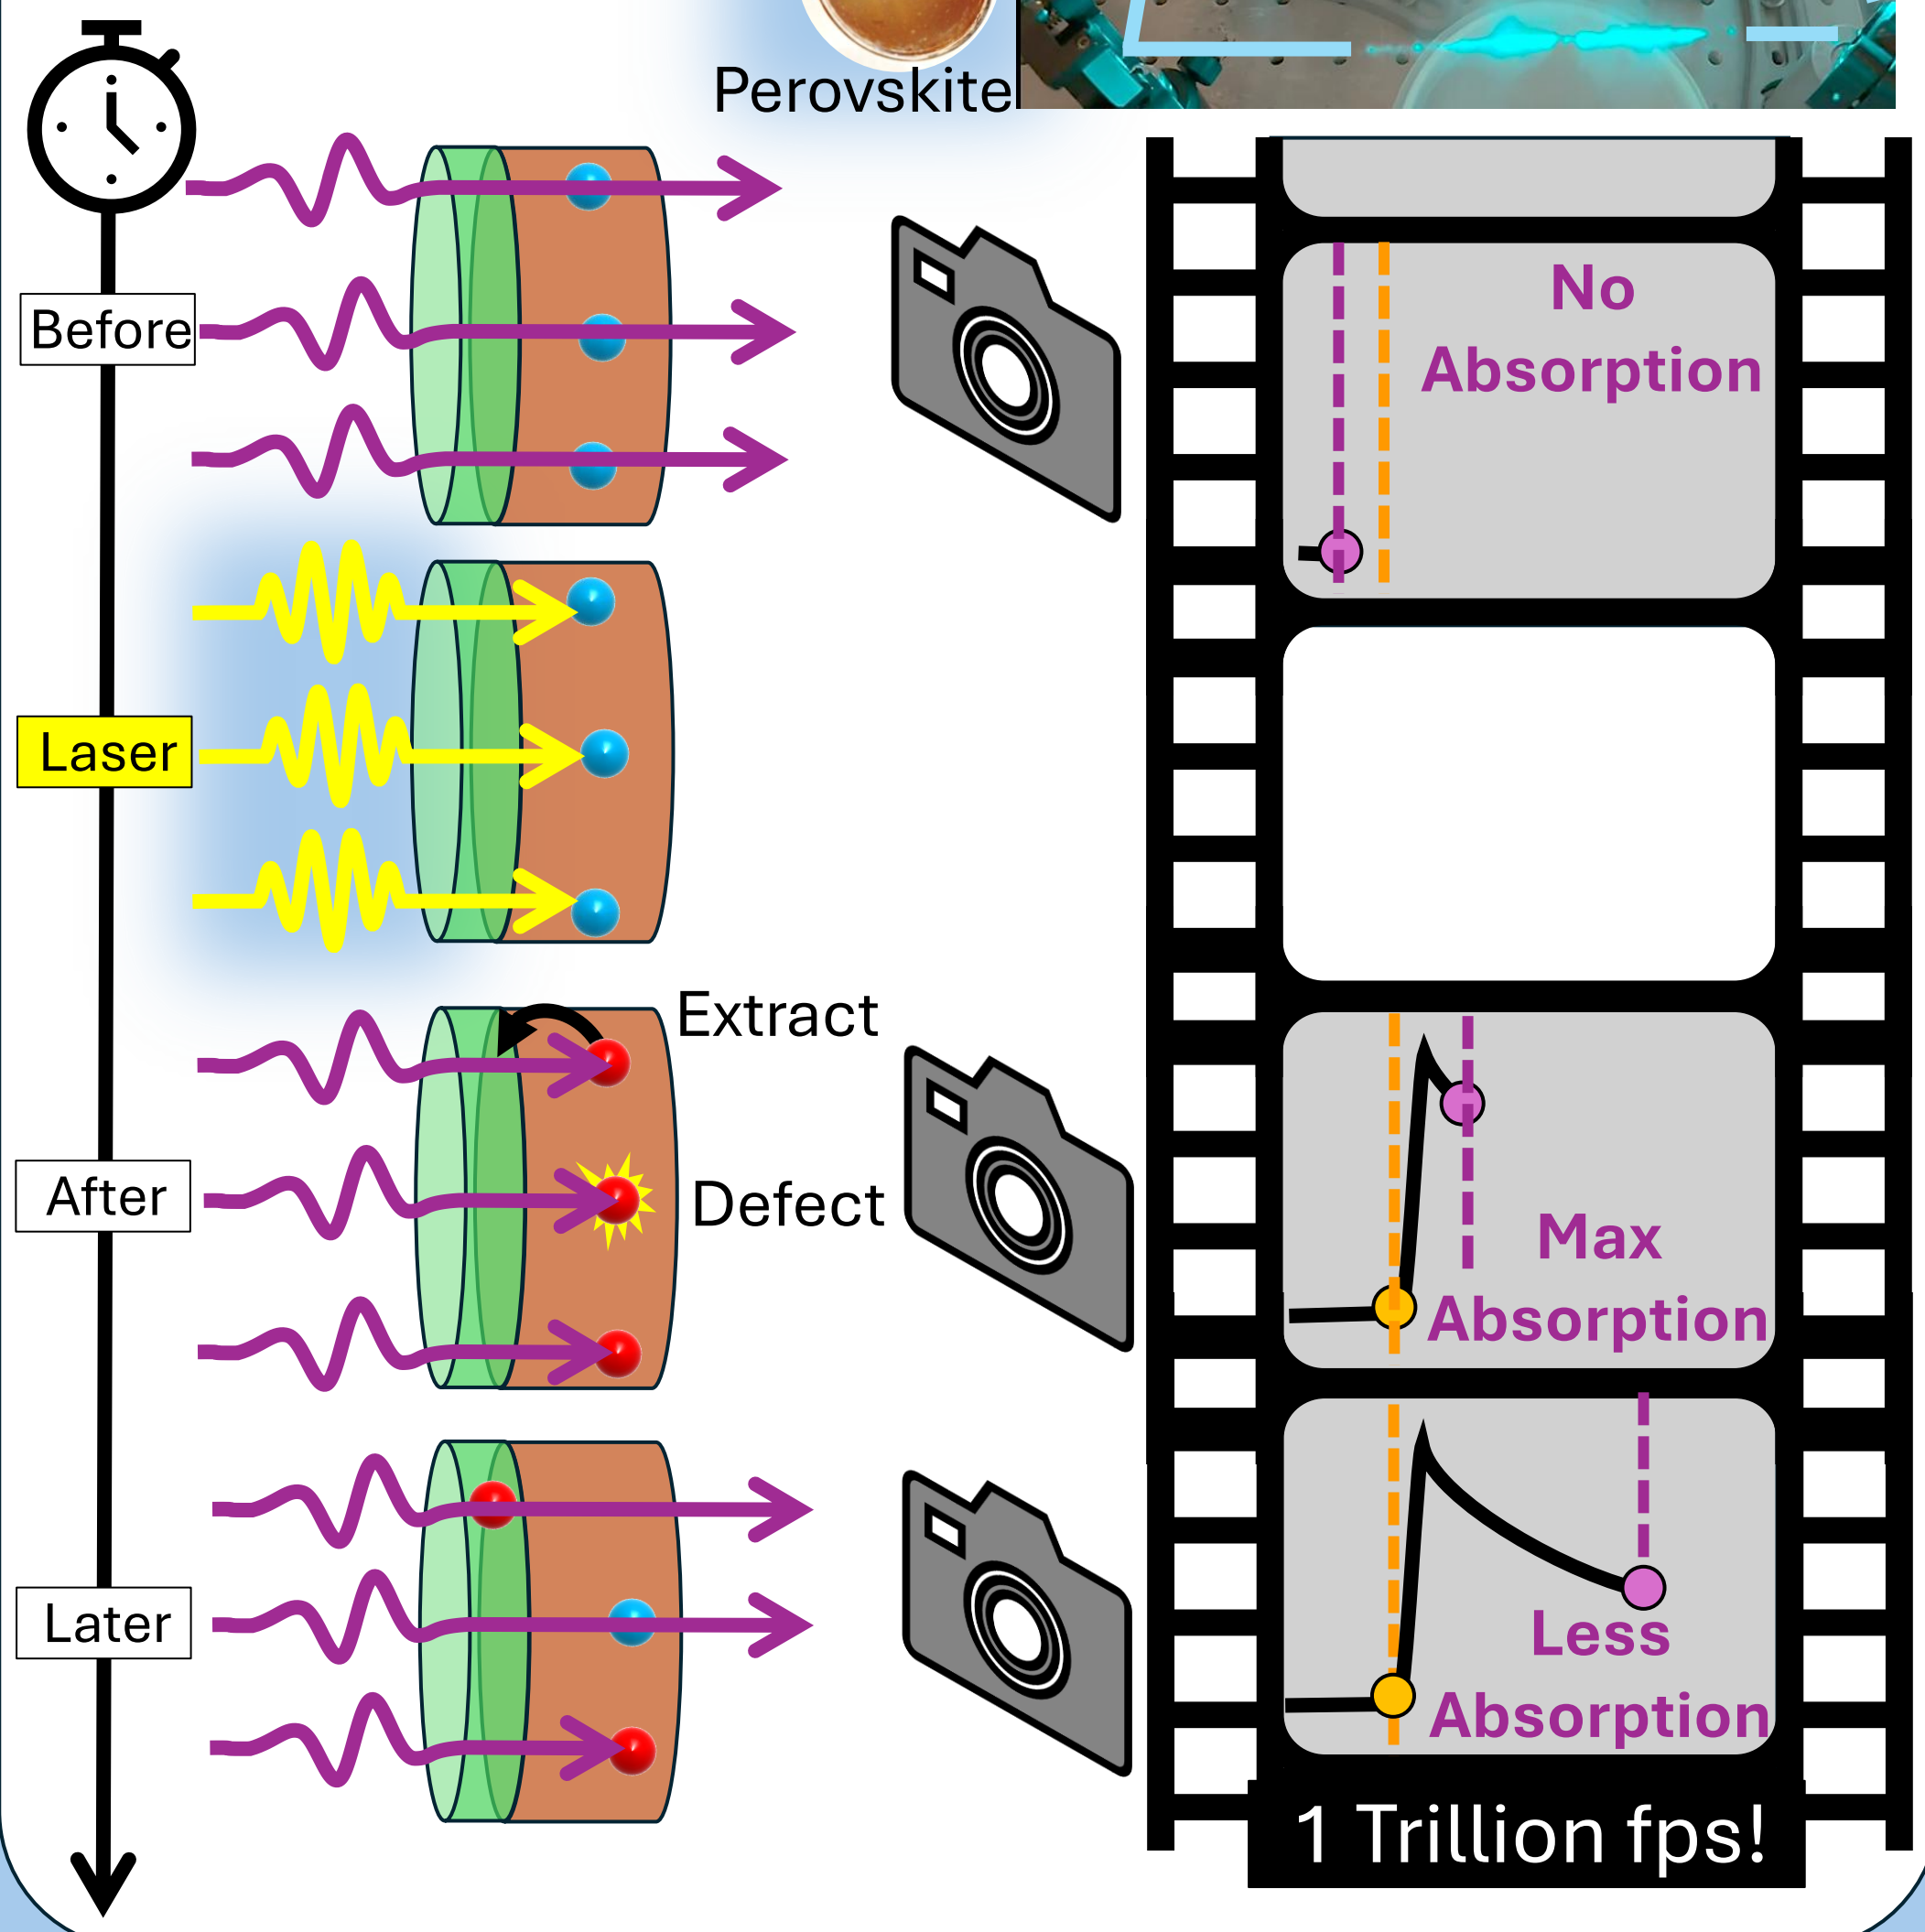 Perovskite
Before
No
Absorption
Laser
Extract
After
Defect
Max
Absorption
Later
Less
Absorption
1 Trillion fps!